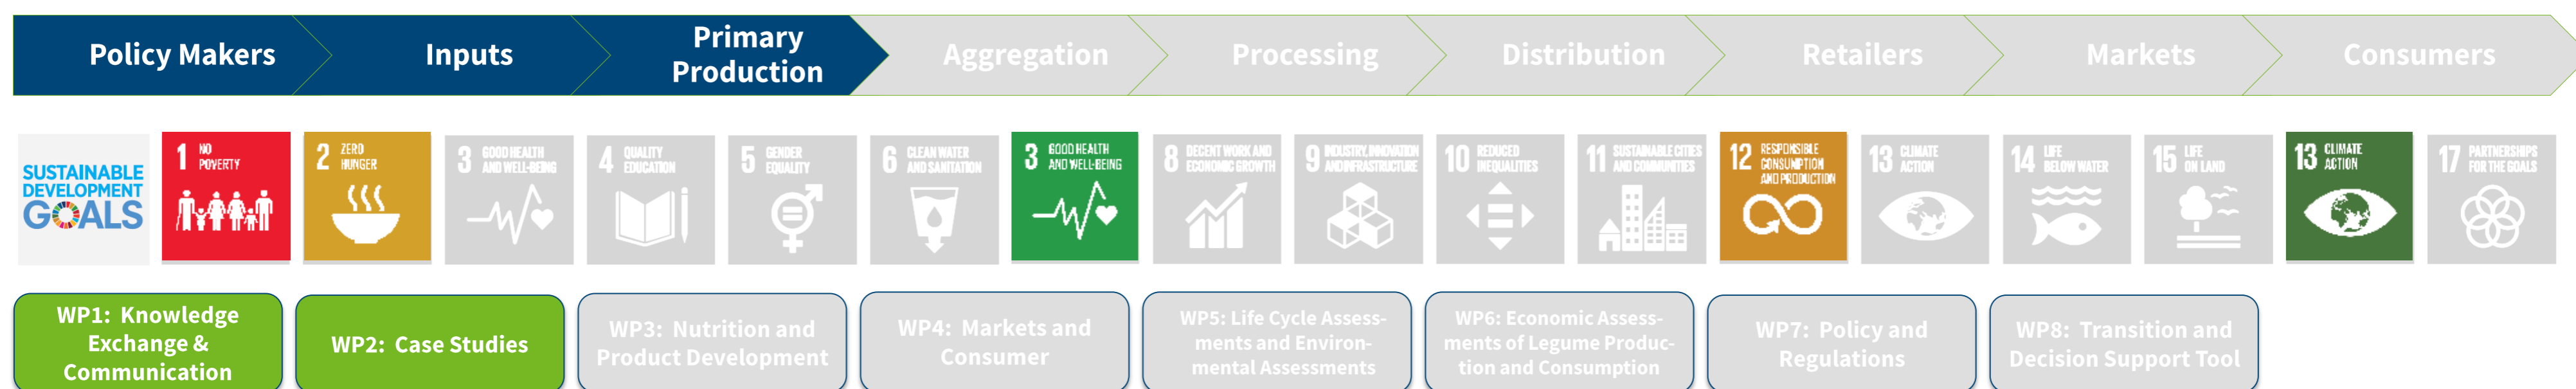 Policy Makers
Inputs
Primary
Production
Aggregation
Processing
Distribution
Retailers
Markets
Consumers
SUSTAINABLE
DEVELOPMENT
GOALS
1 NO
POVERTY
2 ZERO
HUNGER
3 GOOD HEALTH
AND WELL-BEING
4 QUALITY
EDUCATION
5 GENDER
EQUALITY
6 CLEAN WATER
AND SANITATION
3 GOOD HEALTH
AND WELL-BEING
8 DECENT WORK AND
ECONOMIC GROWTH
9 INDUSTRY, INNOVATION
AND INFRASTRUCTURE
10 REDUCED
INEQUALITIES
11 SUSTAINABLE CITIES
AND COMMUNITIES
12 RESPONSIBLE
CONSUMPTION
AND PRODUCTION
13 CLIMATE
ACTION
14 LIFE
BELOW WATER
15 LIFE
ON LAND
13 CLIMATE
ACTION
17 PARTNERSHIPS
FOR THE GOALS
WP1: Knowledge
Exchange &
Communication
WP2: Case Studies
WP3: Nutrition and
Product Development
WP4: Markets and
Consumer
WP5: Life Cycle Assess-
ments and Environ-
mental Assessments
WP6: Economic Assess-
ments of Legume Produc-
tion and Consumption
WP7: Policy and
Regulations
WP8: Transition and
Decision Support Tool